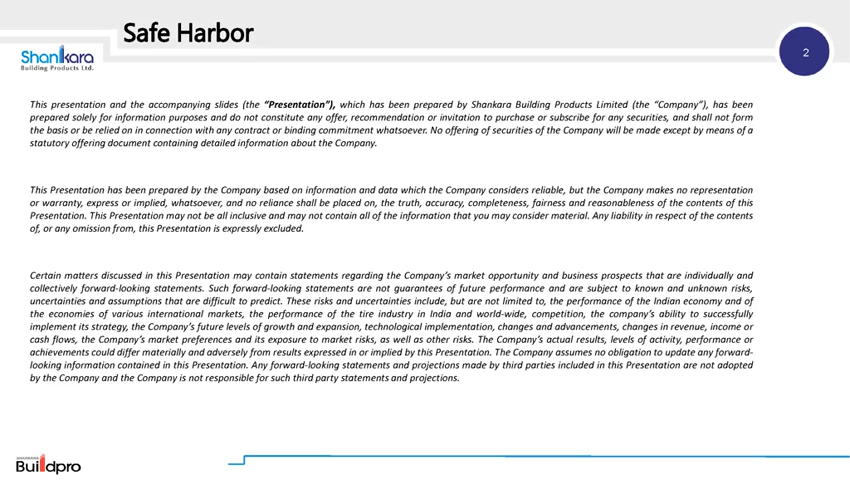 Safe Harbor
2
Shankara
Building Products Ltd.
This presentation and the accompanying slides (the “Presentation”), which has been prepared by Shankara Building Products Limited (the “Company”), has been
prepared solely for information purposes and do not constitute any offer, recommendation or invitation to purchase or subscribe for any securities, and shall not form
the basis or be relied on in connection with any contract or binding commitment whatsoever. No offering of securities of the Company will be made except by means of a
statutory offering document containing detailed information about the Company.
This Presentation has been prepared by the Company based on information and data which the Company considers reliable, but the Company makes no representation
or warranty, express or implied, whatsoever, and no reliance shall be placed on, the truth, accuracy, completeness, fairness and reasonableness of the contents of this
Presentation. This Presentation may not be all inclusive and may not contain all of the information that you may consider material. Any liability in respect of the contents
of, or any omission from, this Presentation is expressly excluded.
Certain matters discussed in this Presentation may contain statements regarding the Company’s market opportunity and business prospects that are individually and
collectively forward-looking statements. Such forward-looking statements are not guarantees of future performance and are subject to known and unknown risks,
uncertainties and assumptions that are difficult to predict. These risks and uncertainties include, but are not limited to, the performance of the Indian economy and of
the economies of various international markets, the performance of the tire industry in India and world-wide, competition, the company’s ability to successfully
implement its strategy, the Company’s future levels of growth and expansion, technological implementation, changes and advancements, changes in revenue, income or
cash flows, the Company’s market preferences and its exposure to market risks, as well as other risks. The Company’s actual results, levels of activity, performance or
achievements could differ materially and adversely from results expressed in or implied by this Presentation. The Company assumes no obligation to update any forward-
looking information contained in this Presentation. Any forward-looking statements and projections made by third parties included in this Presentation are not adopted
by the Company and the Company is not responsible for such third party statements and projections.
SHANKARA
Buildpro